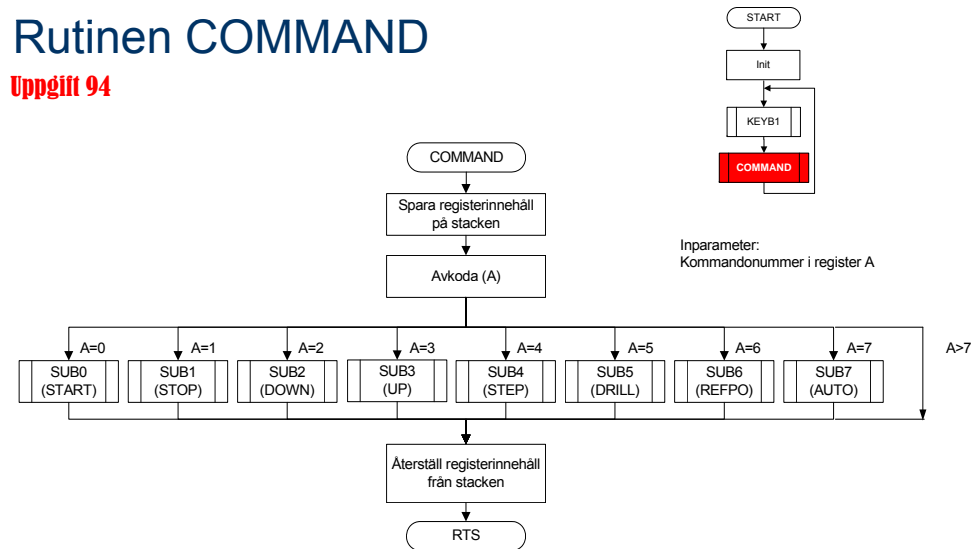 Rutinen COMMAND
Uppgift 94
START
Init
KEYB1
COMMAND
COMMAND
Spara registerinnehåll
på stacken
Inparameter:
Kommandonummer i register A
Avkoda (A)
A=0
A=1
A=2
A=3
A=4
A=5
A=6
A=7
A>7
SUB0
(START)
SUB1
(STOP)
SUB2
(DOWN)
SUB3
(UP)
SUB4
(STEP)
SUB5
(DRILL)
SUB6
(REFPO)
SUB7
(AUTO)
Återställ registerinnehåll
från stacken
RTS